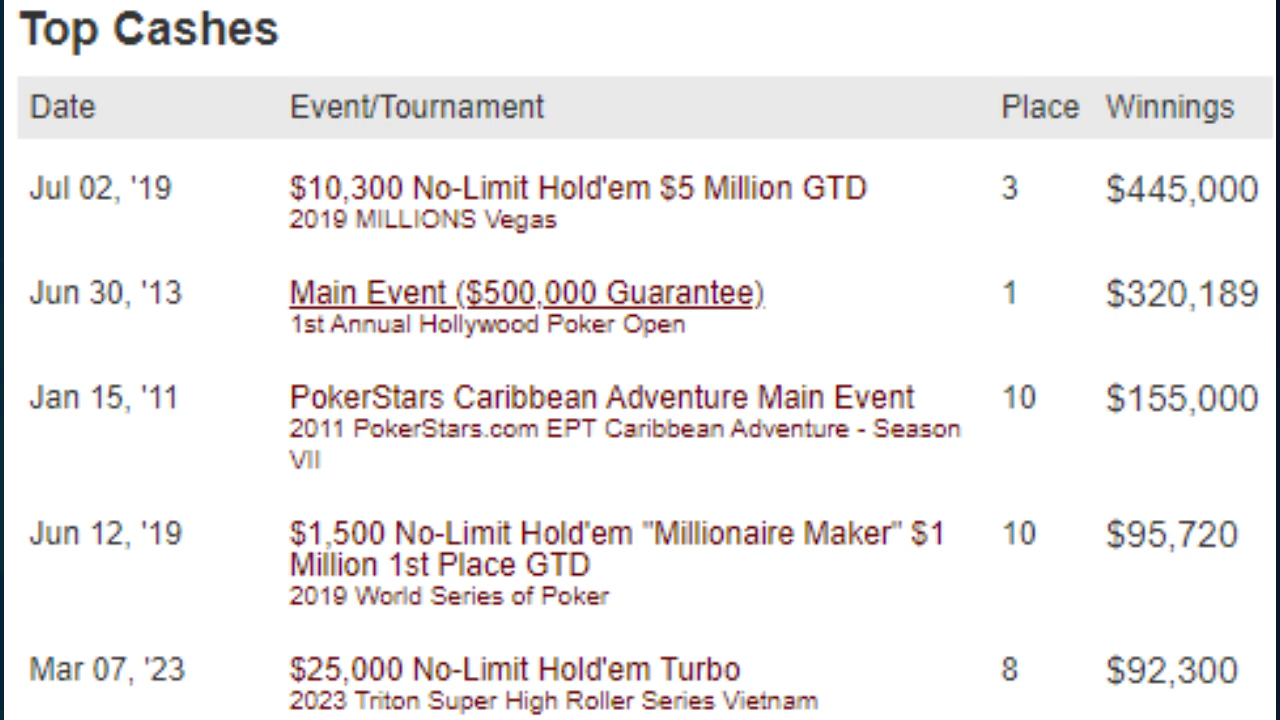 Top Cashes
Date Event/Tournament Place Winnings
Jul 02, '19 $10,300 No-Limit Hold'em $5 Million GTD 3 $445,000
2019 MILLIONS Vegas
Jun 30, '13 Main Event ($500,000 Guarantee) 1 $320,189
1st Annual Hollywood Poker Open
Jan 15, '11 PokerStars Caribbean Adventure Main Event 10 $155,000
2011 PokerStars.com EPT Caribbean Adventure - Season
VII
Jun 12, '19 $1,500 No-Limit Hold'em "Millionaire Maker" $1 10 $95,720
Million 1st Place GTD
2019 World Series of Poker
Mar 07, '23 $25,000 No-Limit Hold'em Turbo 8 $92,300
2023 Triton Super High Roller Series Vietnam